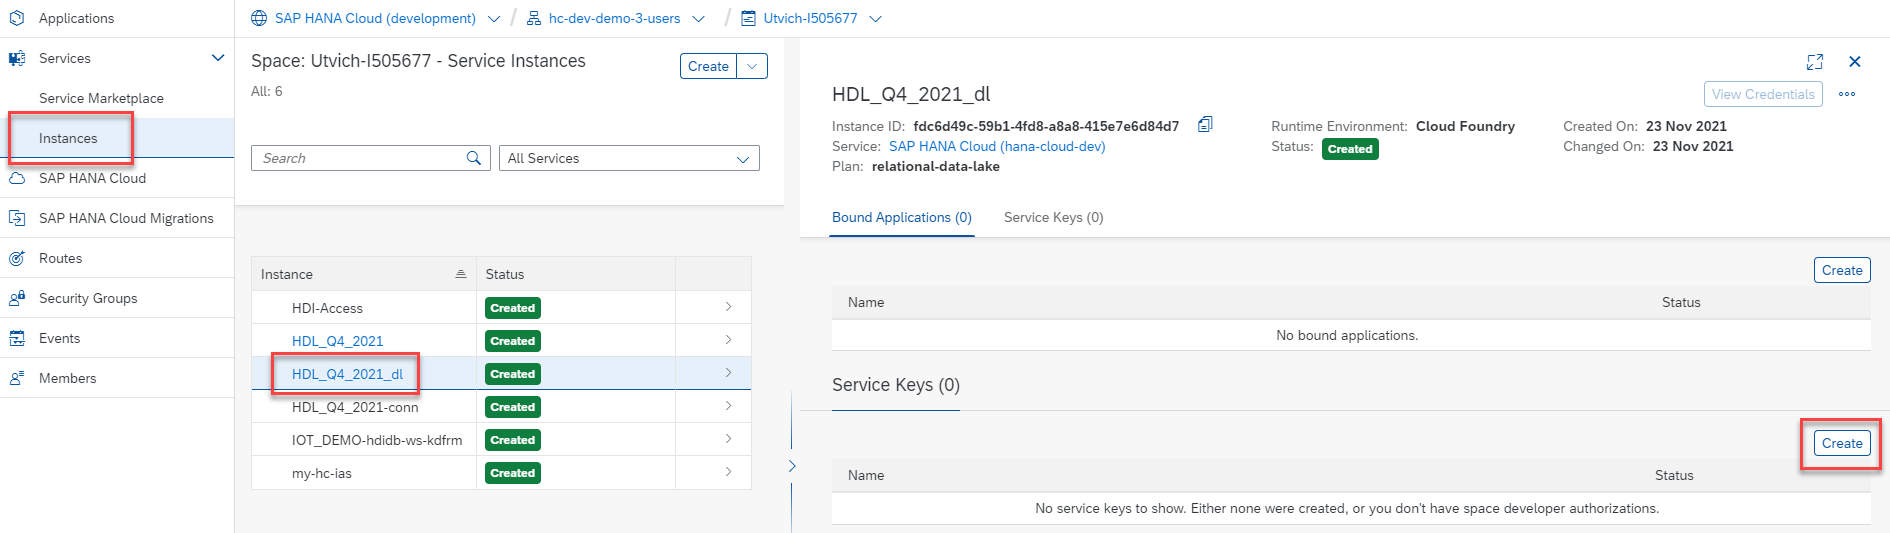 Applications
Services
Service Marketplace
Instances
SAP HANA Cloud
SAP HANA Cloud Migrations
Routes
Security Groups
Events
Members
SAP HANA Cloud (development) / hc-dev-demo-3-users / Utvich-I505677
Space: Utvich-I505677 - Service Instances
Create
All: 6
Search
All Services
Instance Status
HDI-Access Created
HDL_Q4_2021 Created
HDL_Q4_2021_dl Created
HDL_Q4_2021-conn Created
IOT_DEMO-hdidb-ws-kdfrm Created
my-hc-ias Created
HDL_Q4_2021_dl
View Credentials
Instance ID: fdc6d49c-59b1-4fd8-a8a8-415e7e6d84d7
Service: SAP HANA Cloud (hana-cloud-dev)
Plan: relational-data-lake
Runtime Environment: Cloud Foundry
Status: Created
Created On: 23 Nov 2021
Changed On: 23 Nov 2021
Bound Applications (0) Service Keys (0)
Create
Name Status
No bound applications.
Service Keys (0)
Create
Name Status
No service keys to show. Either none were created, or you don't have space developer authorizations.